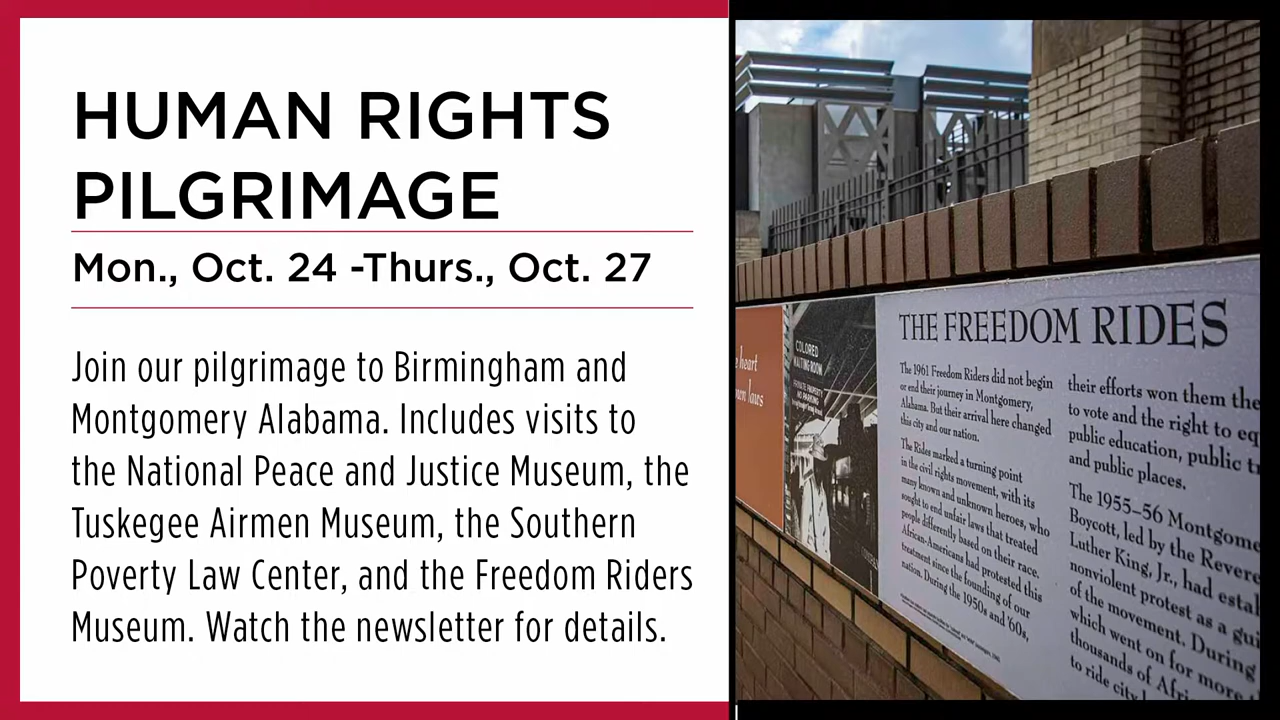 HUMAN RIGHTS
PILGRIMAGE
Mon., Oct. 24 -Thurs., Oct. 27
Join our pilgrimage to Birmingham and
Montgomery Alabama. Includes visits to
the National Peace and Justice Museum, the
Tuskegee Airmen Museum, the Southern
Poverty Law Center, and the Freedom Riders
Museum. Watch the newsletter for details.
heart
laws
COLORED
WAITING ROOM
PRIVATE PROPERTY
NO PARKING
THE FREEDOM RIDES
The 1961 Freedom Riders did not begin
or end their journey in Montgomery,
Alabama. But their arrival here changed
this city and our nation.
The Rides marked a turning point
in the civil rights movement, with its
many known and unknown heroes, who
sought to end unfair laws that treated
people differently based on their race.
African-Americans had protested this
treatment since the founding of our
nation. During the 1950s and '60s,
their efforts won them the
to vote and the right to eq
public education, public t
and public places.
The 1955–56 Montgome
Boycott, led by the Revere
Luther King, Jr., had estal
nonviolent protest as a gui
of the movement. During
which went on for more t
thousands of Afri
to ride city